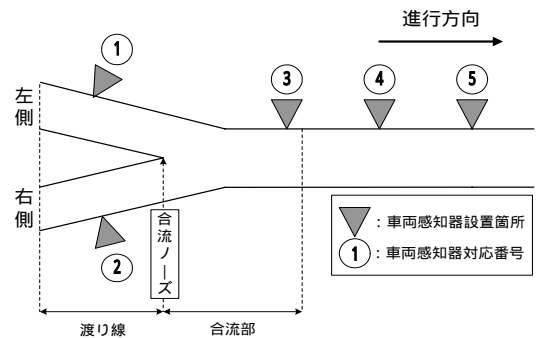 進行方向
1
3
4
5
左側
右側
2
合流ノーズ
：車両感知器設置箇所
1：車両感知器対応番号
渡り線
合流部